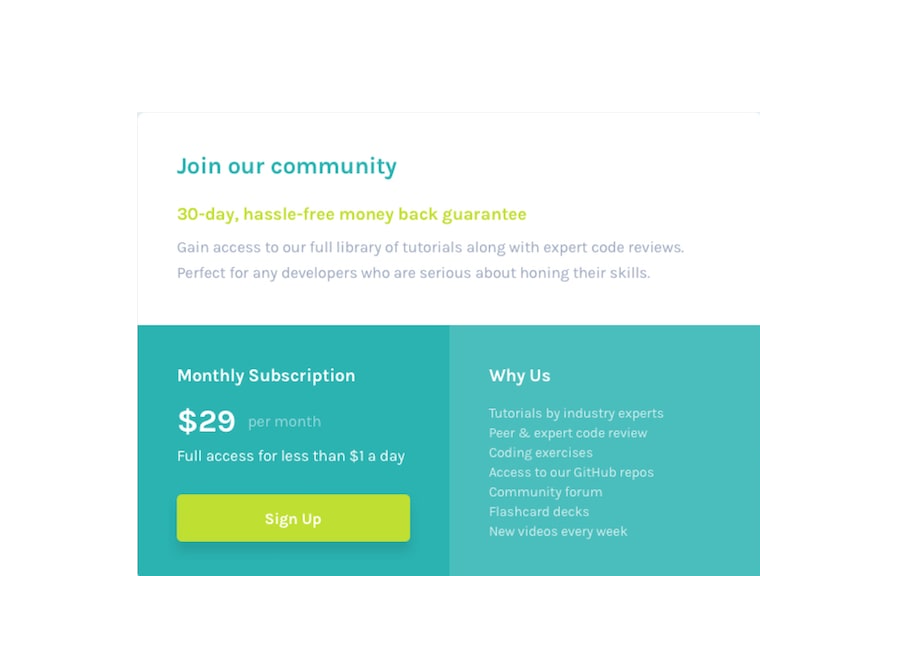 Join our community
30-day, hassle-free money back guarantee
Gain access to our full library of tutorials along with expert code reviews.
Perfect for any developers who are serious about honing their skills.
Monthly Subscription
$29 per month
Full access for less than $1 a day
Sign Up
Why Us
Tutorials by industry experts
Peer & expert code review
Coding exercises
Access to our GitHub repos
Community forum
Flashcard decks
New videos every week